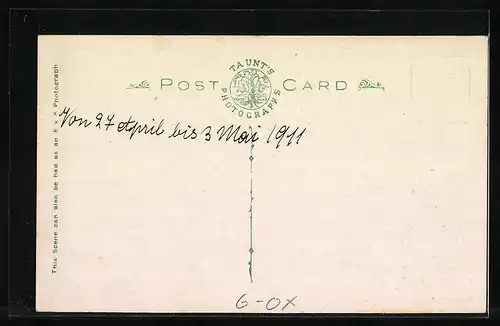 TAUNT'S
POST CARD
PHOTOGRAPHS
Von 27 April bis 3 Mai 1911
This Scene can also be had as an 8 x 6 Photograph
6-OX